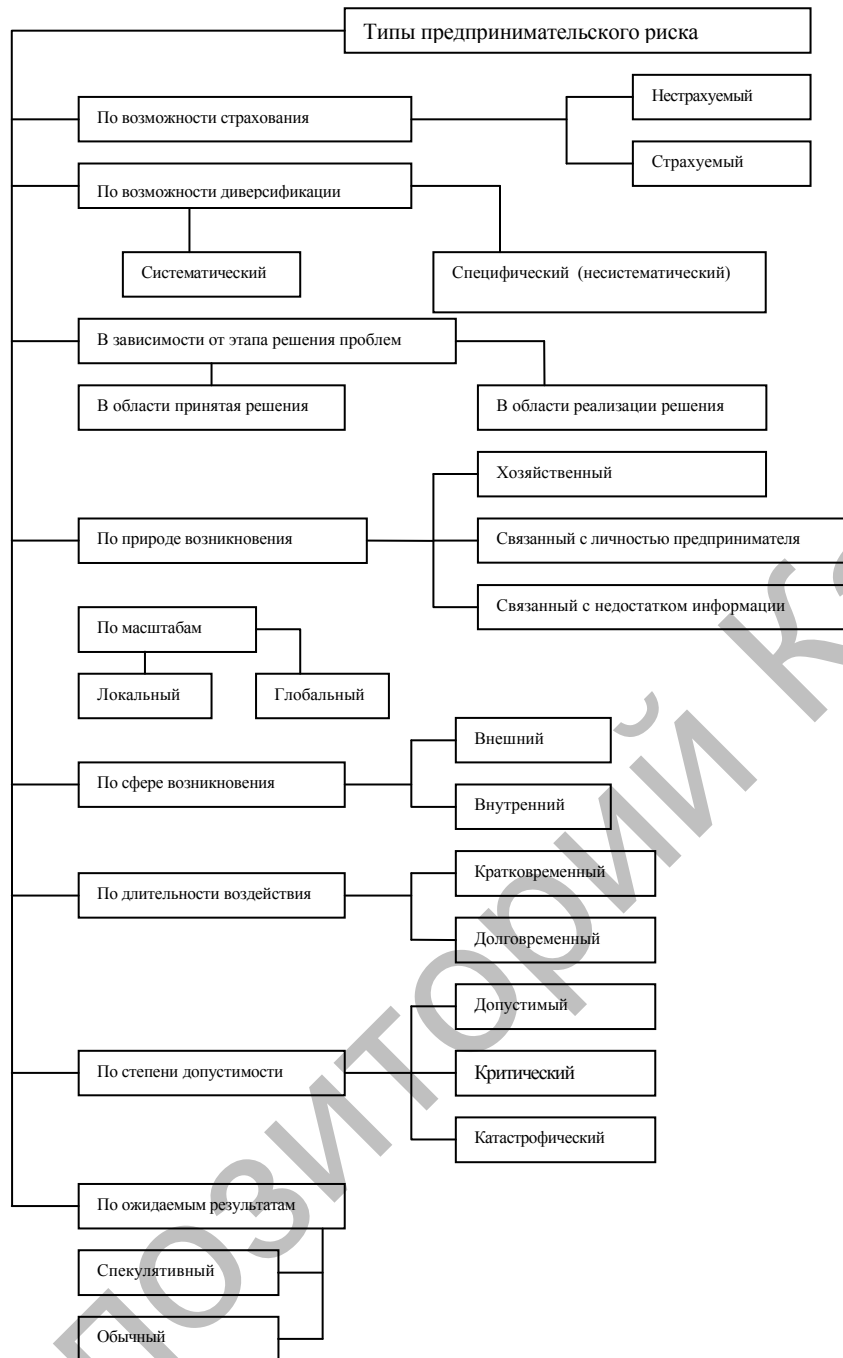 Типы предпринимательского риска
По возможности страхования
Нестрахуемый
Страхуемый
По возможности диверсификации
Систематический
Специфический (несистематический)
В зависимости от этапа решения проблем
В области принятая решения
В области реализации решения
По природе возникновения
Хозяйственный
Связанный с личностью предпринимателя
Связанный с недостатком информации
По масштабам
Локальный
Глобальный
По сфере возникновения
Внешний
Внутренний
По длительности воздействия
Кратковременный
Долговременный
По степени допустимости
Допустимый
Критический
Катастрофический
По ожидаемым результатам
Спекулятивный
Обычный